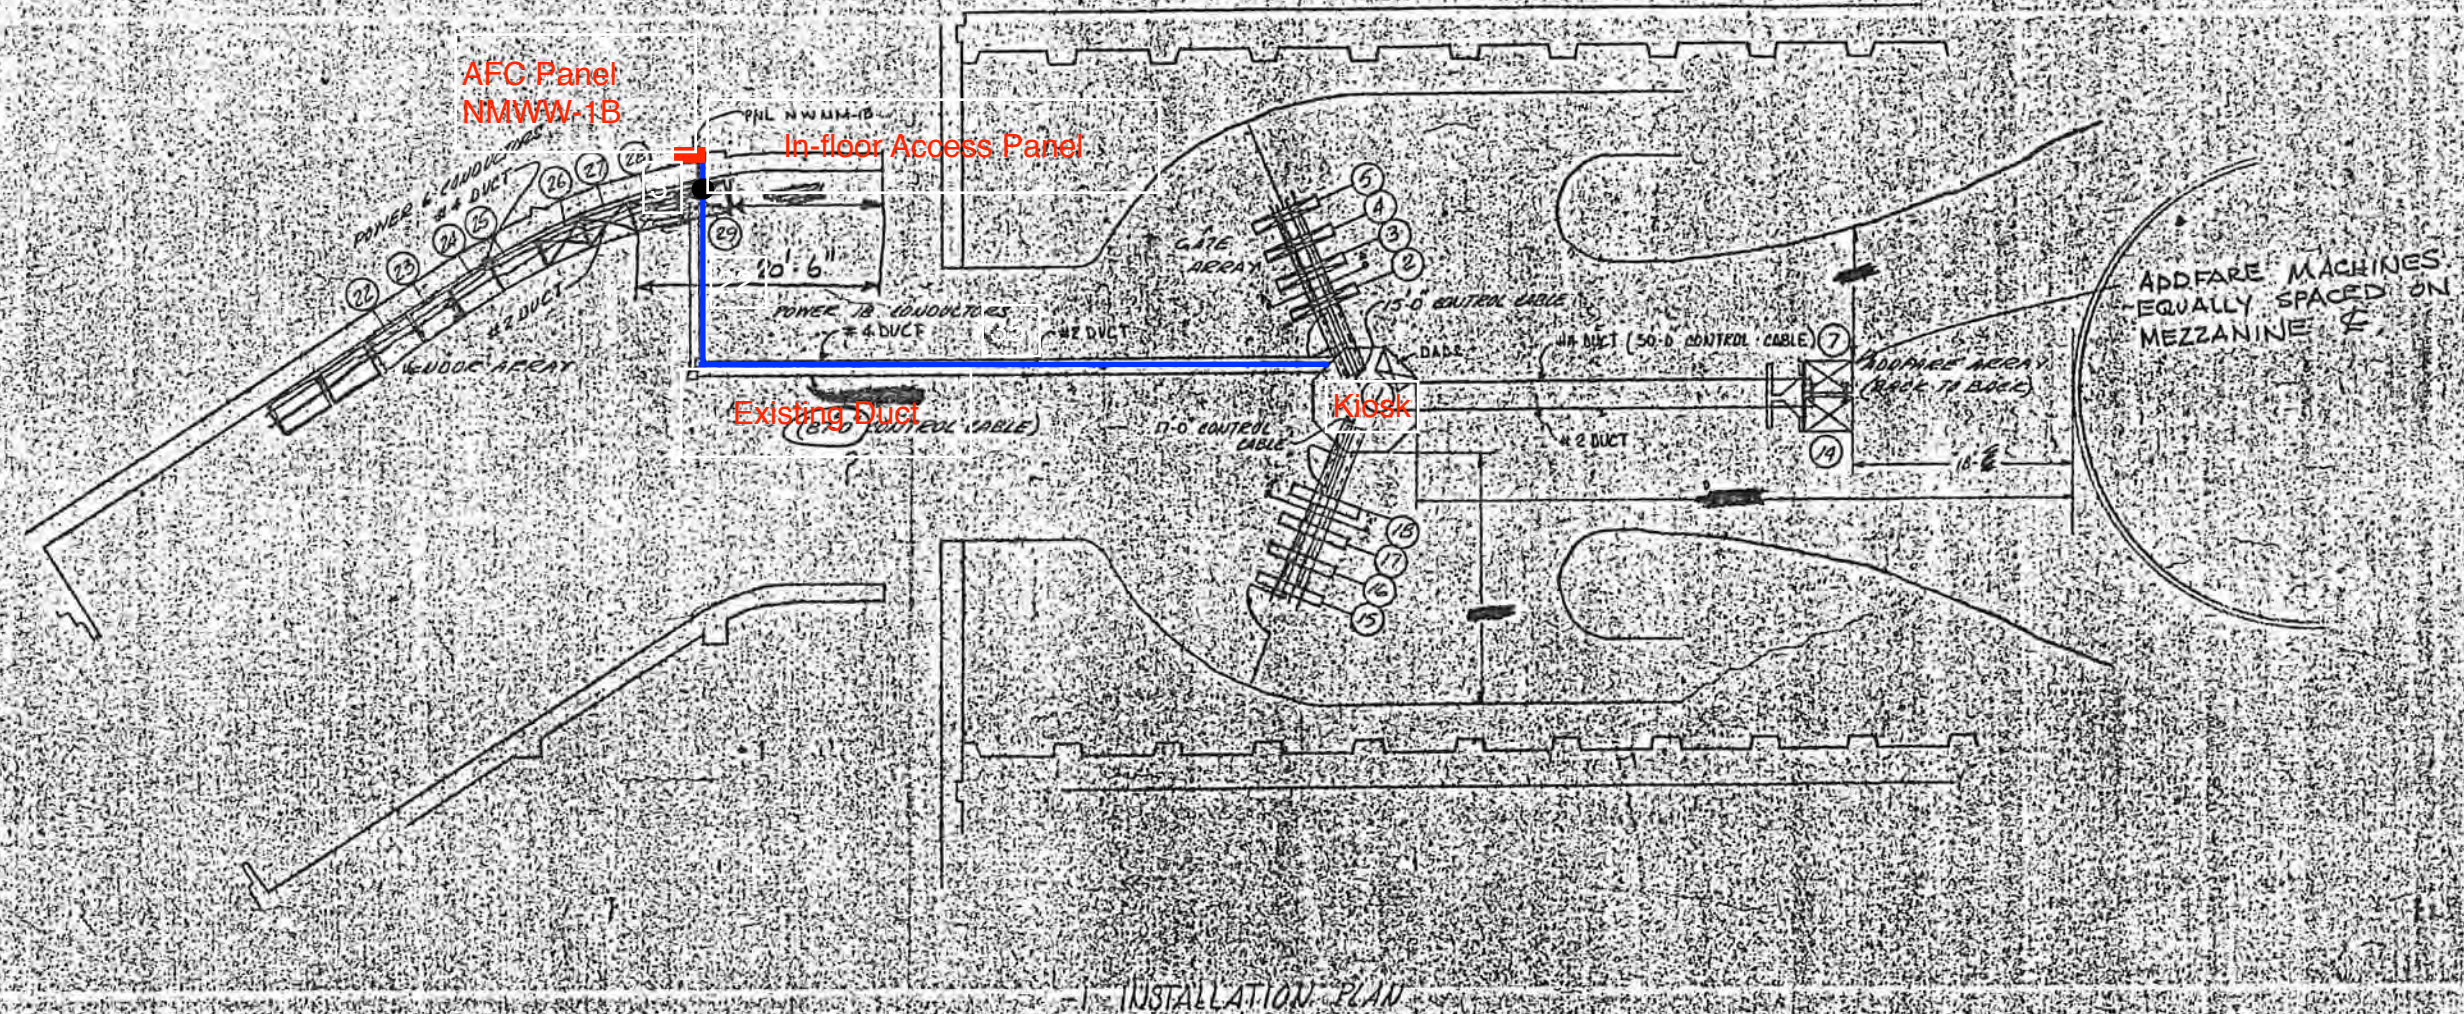 AFC Panel
NMWW-1B
PNL NWMM-1B
In-floor Access Panel
POWER 6 CONDUCTORS
#4 DUCT
28
27
26
25
24
23
22
29
20'-6"
#2 DUCT
VENDOR ARRAY
POWER 18 CONDUCTORS
#4 DUCT
#2 DUCT
Existing Duct
CONTROL CABLE)
GATE
ARRAY
5
4
3
2
15-0 CONTROL CABLE
DADS
Kiosk
17-0 CONTROL
CABLE
#4 DUCT (50-0 CONTROL CABLE)
7
ADDFARE ARRAY
(BACK TO BACK)
#2 DUCT
14
18
17
16
15
ADDFARE MACHINES
EQUALLY SPACED ON
MEZZANINE ℄.
INSTALLATION PLAN